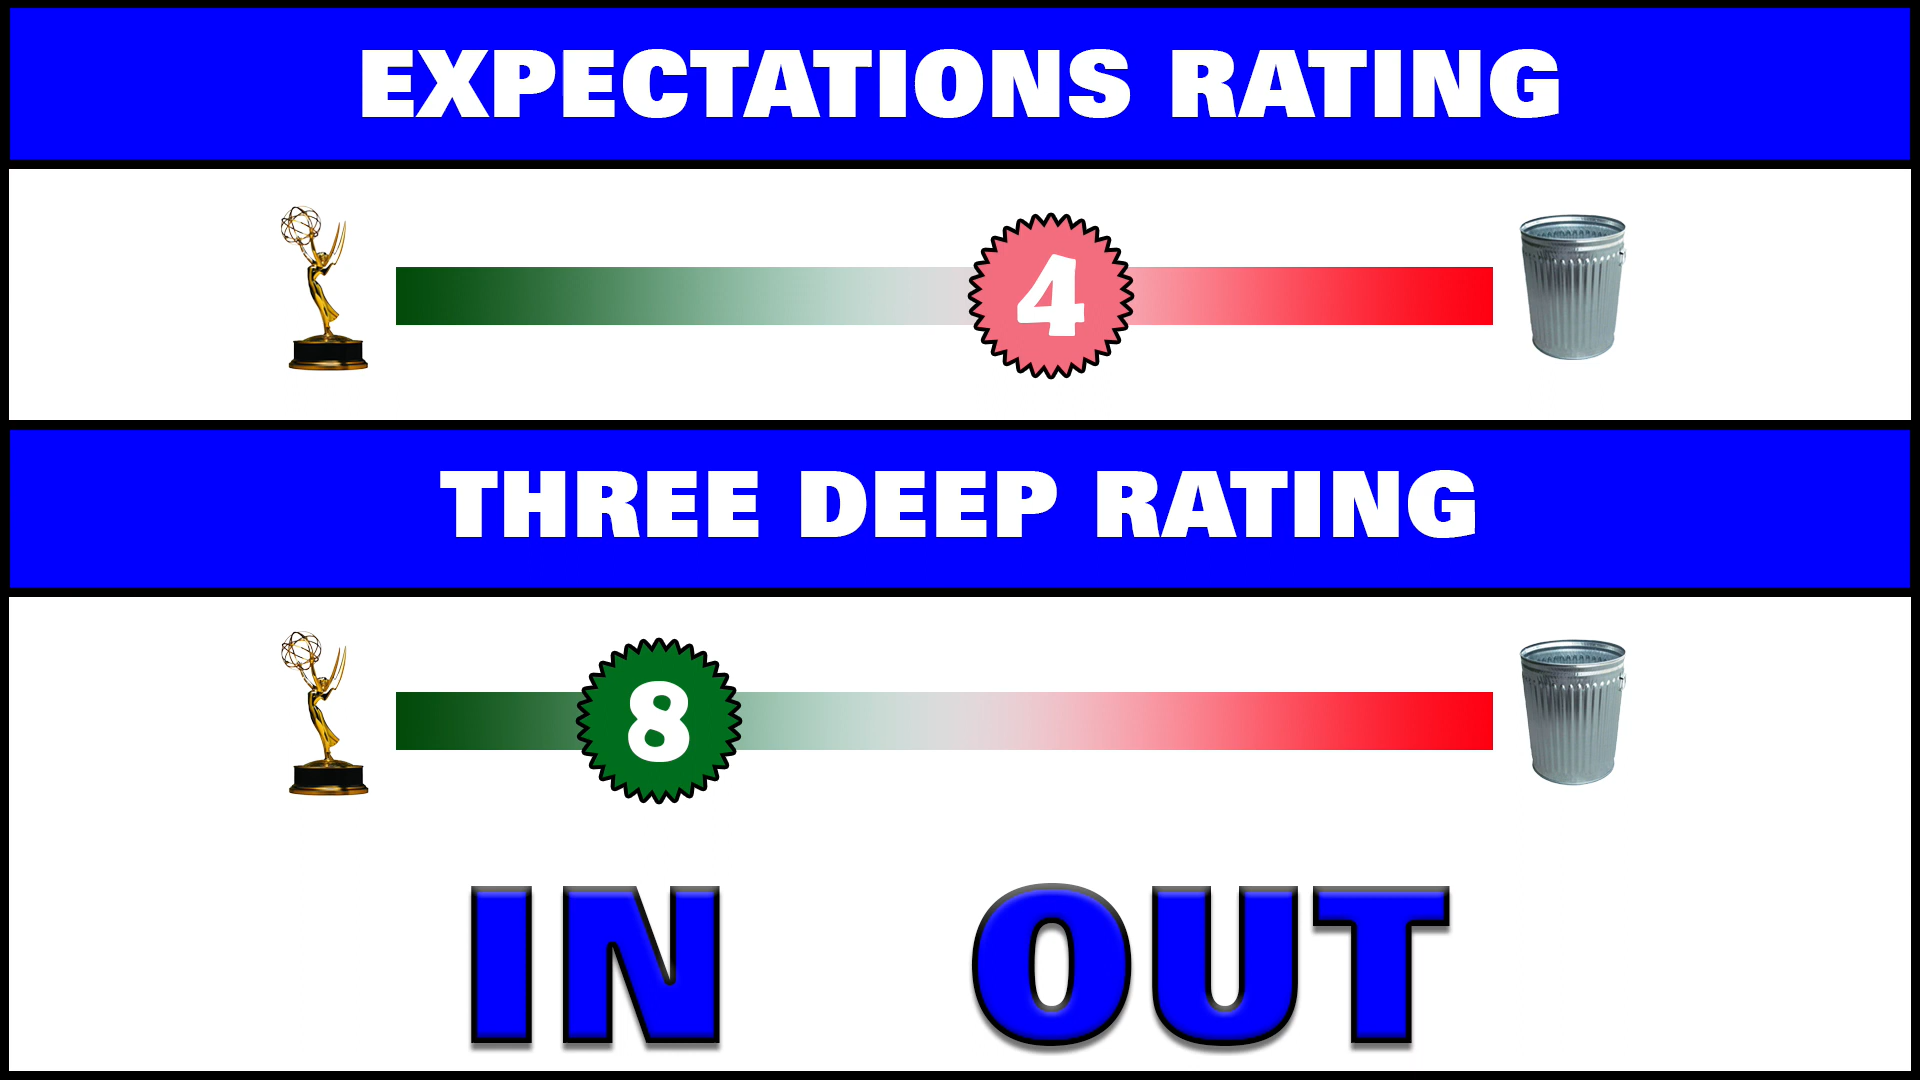 EXPECTATIONS RATING
4
THREE DEEP RATING
8
IN OUT